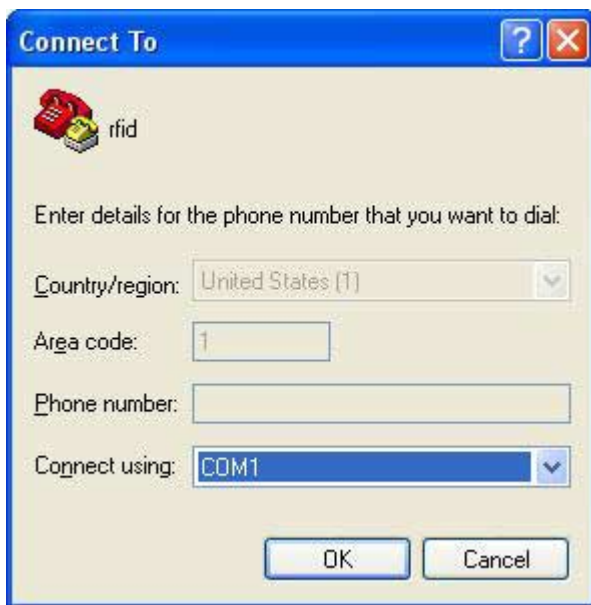 Connect To
rfid
Enter details for the phone number that you want to dial:
Country/region: United States (1)
Area code: 1
Phone number:
Connect using: COM1
OK Cancel